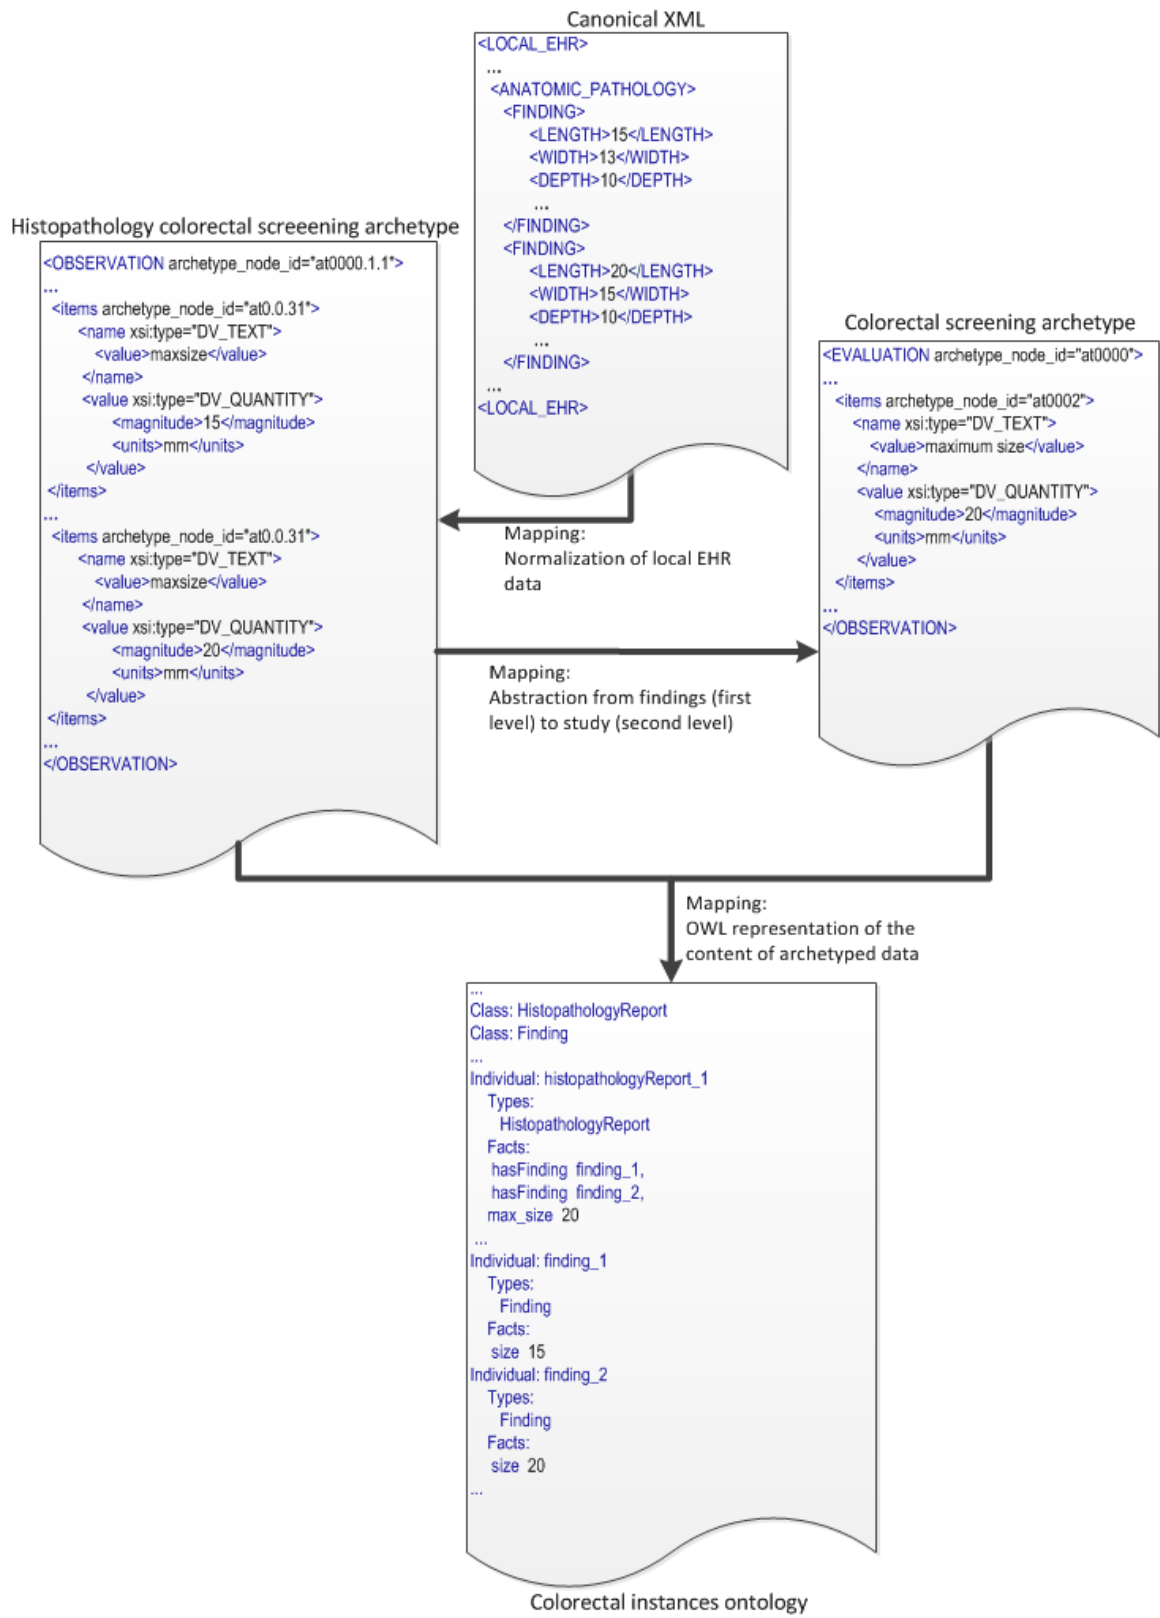 Canonical XML
<LOCAL_EHR>
...
<ANATOMIC_PATHOLOGY>
<FINDING>
<LENGTH>15</LENGTH>
<WIDTH>13</WIDTH>
<DEPTH>10</DEPTH>
...
</FINDING>
<FINDING>
<LENGTH>20</LENGTH>
<WIDTH>15</WIDTH>
<DEPTH>10</DEPTH>
...
</FINDING>
...
<LOCAL_EHR>
Histopathology colorectal screeening archetype
<OBSERVATION archetype_node_id="at0000.1.1">
...
<items archetype_node_id="at0.0.31">
<name xsi:type="DV_TEXT">
<value>maxsize</value>
</name>
<value xsi:type="DV_QUANTITY">
<magnitude>15</magnitude>
<units>mm</units>
</value>
</items>
...
<items archetype_node_id="at0.0.31">
<name xsi:type="DV_TEXT">
<value>maxsize</value>
</name>
<value xsi:type="DV_QUANTITY">
<magnitude>20</magnitude>
<units>mm</units>
</value>
</items>
...
</OBSERVATION>
Mapping:
Normalization of local EHR
data
Mapping:
Abstraction from findings (first
level) to study (second level)
Colorectal screening archetype
<EVALUATION archetype_node_id="at0000">
...
<items archetype_node_id="at0002">
<name xsi:type="DV_TEXT">
<value>maximum size</value>
</name>
<value xsi:type="DV_QUANTITY">
<magnitude>20</magnitude>
<units>mm</units>
</value>
</items>
...
</OBSERVATION>
Mapping:
OWL representation of the
content of archetyped data
...
Class: HistopathologyReport
Class: Finding
...
Individual: histopathologyReport_1
Types:
HistopathologyReport
Facts:
hasFinding finding_1,
hasFinding finding_2,
max_size 20
...
Individual: finding_1
Types:
Finding
Facts:
size 15
Individual: finding_2
Types:
Finding
Facts:
size 20
...
Colorectal instances ontology